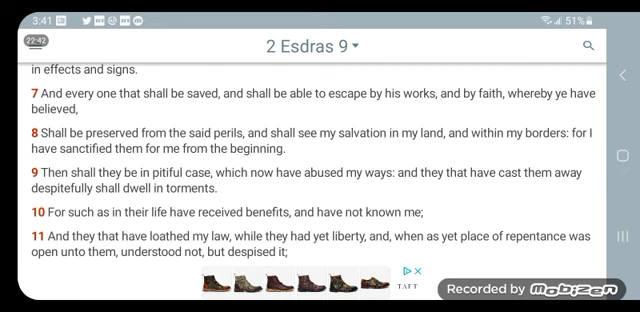 3:41 51%
22:42
2 Esdras 9
in effects and signs.
7 And every one that shall be saved, and shall be able to escape by his works, and by faith, whereby ye have
believed,
8 Shall be preserved from the said perils, and shall see my salvation in my land, and within my borders: for I
have sanctified them for me from the beginning.
9 Then shall they be in pitiful case, which now have abused my ways: and they that have cast them away
despitefully shall dwell in torments.
10 For such as in their life have received benefits, and have not known me;
11 And they that have loathed my law, while they had yet liberty, and, when as yet place of repentance was
open unto them, understood not, but despised it;
TAFT
Recorded by mobizen